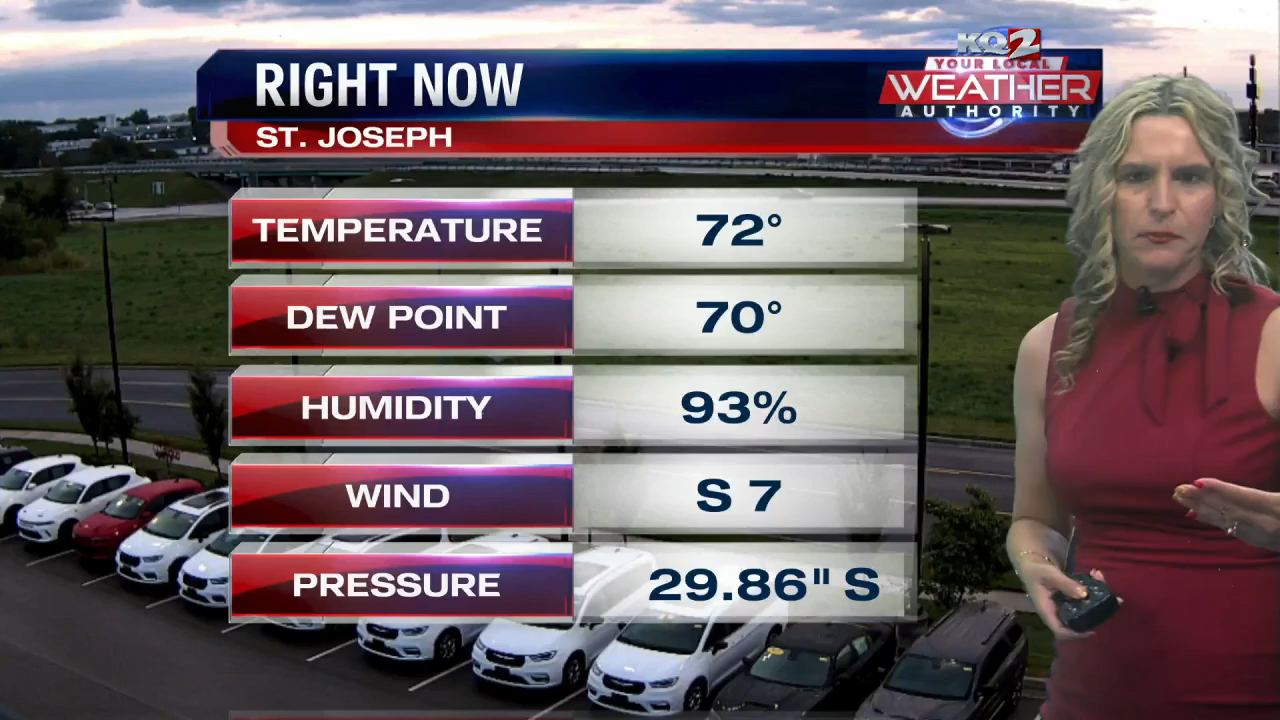 RIGHT NOW
ST. JOSEPH
KQ2
YOUR LOCAL
WEATHER
AUTHORITY
TEMPERATURE 72°
DEW POINT 70°
HUMIDITY 93%
WIND S 7
PRESSURE 29.86" S